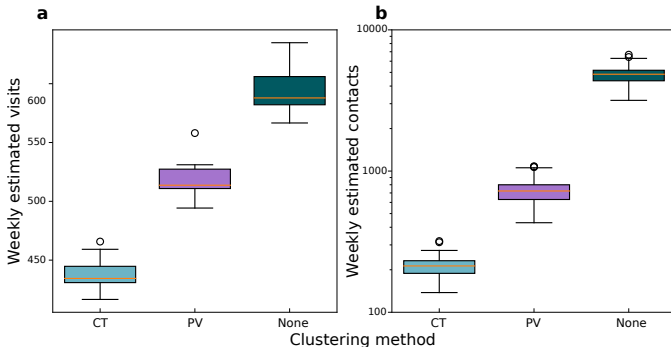 a
b
Weekly estimated visits
600
550
500
450
CT
PV
None
Weekly estimated contacts
10000
1000
100
CT
PV
None
Clustering method